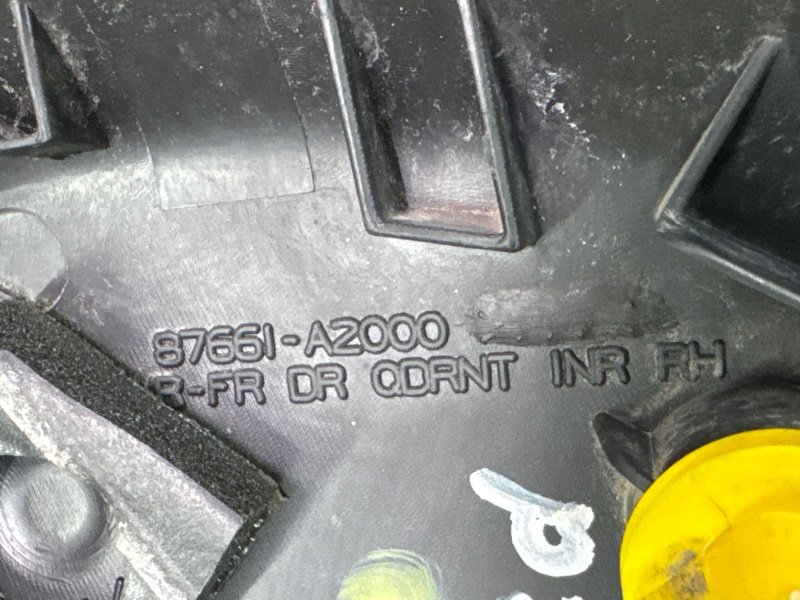 87661-A2000
R-FR DR QDRNT INR RH